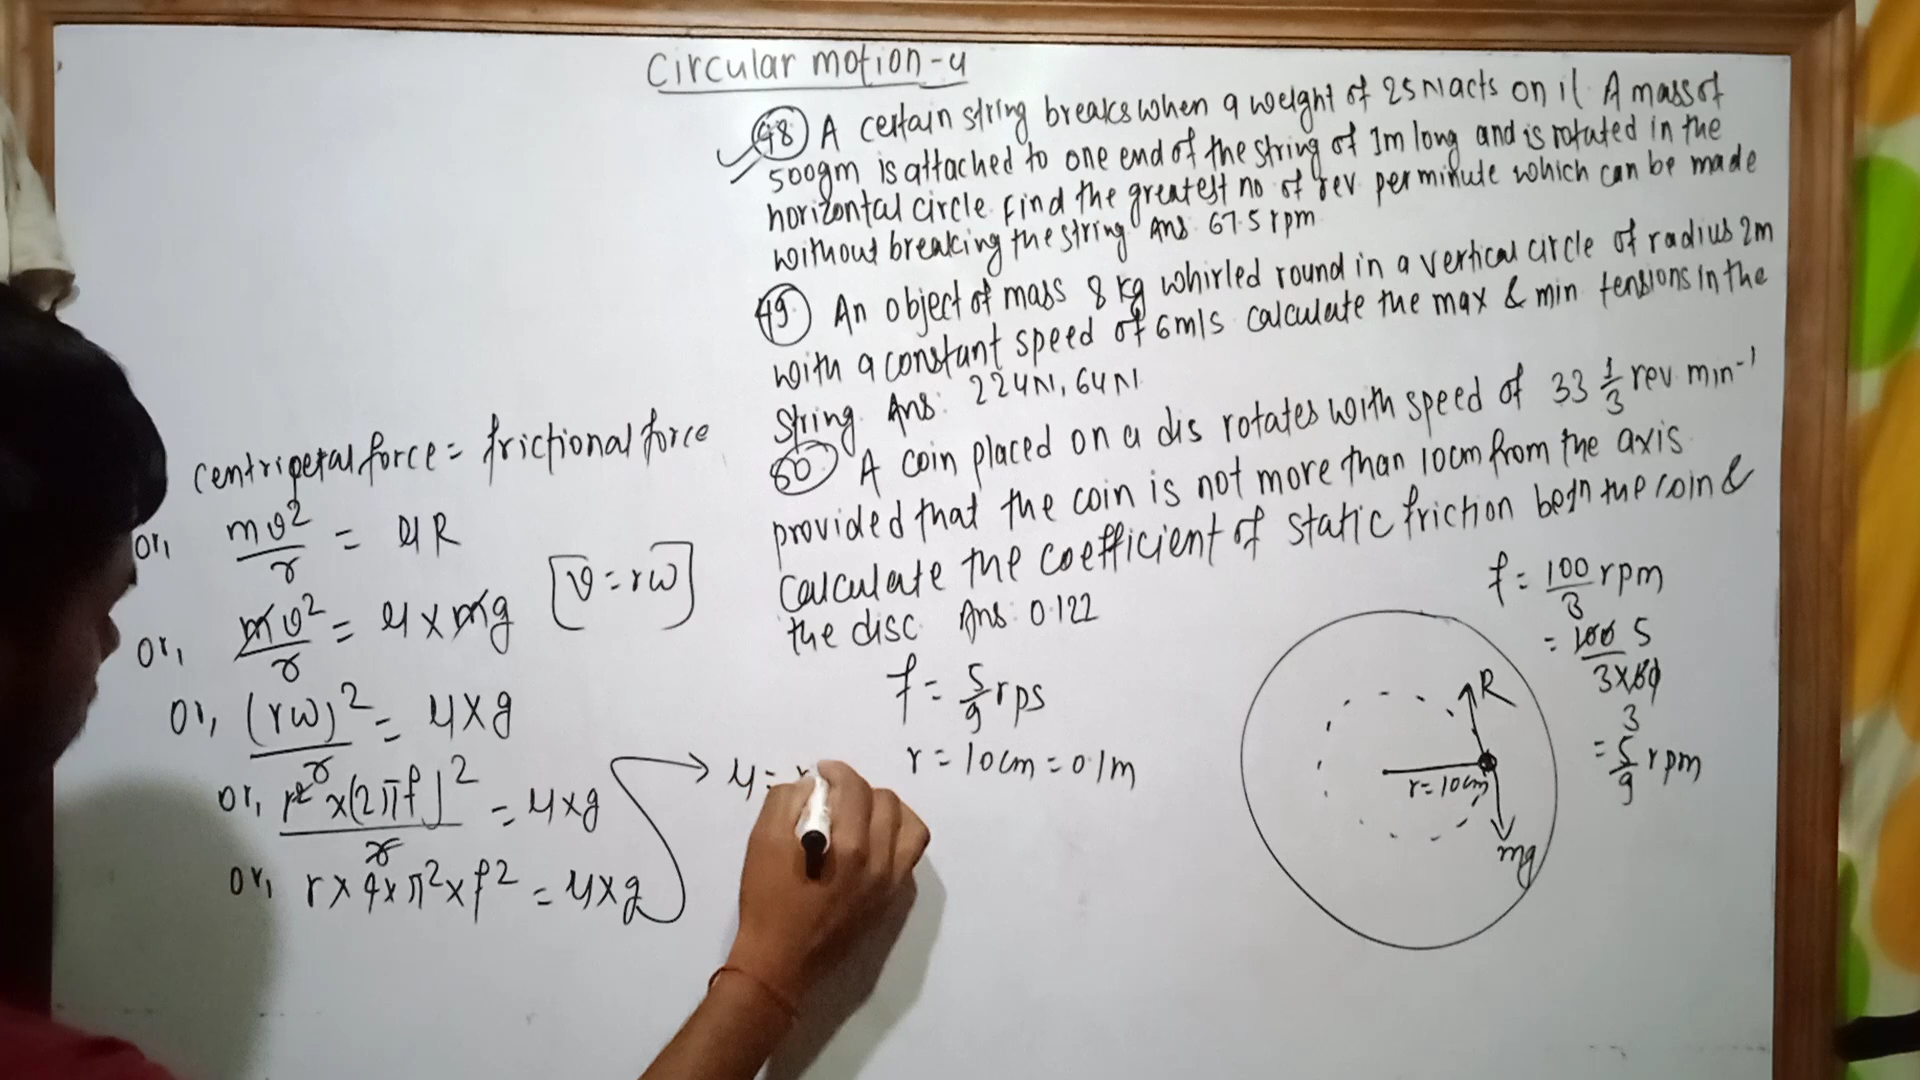 Circular motion-4
48 A certain string breaks when a weight of 25N acts on it A mass of
500gm is attached to one end of the string of 1m long and is rotated in the
horizontal circle. find the greatest no of rev per minute which can be made
without breaking the string Ans 67.5 rpm
49 An object of mass 8 kg whirled round in a vertical circle of radius 2m
with a constant speed of 6m/s calculate the max & min tensions in the
string Ans: 224N, 64N
50 A coin placed on a dis rotates with speed of 33 1/3 rev min⁻¹
provided that the coin is not more than 10cm from the axis
calculate the coefficient of static friction betn the coin &
the disc Ans: 0.122
centripetal force = frictional force
or, mv²/r = μR
or, mv²/r = μ×mg [v = rω]
or, (rω)²/r = μ×g
or, r²×(2πf)²/r = μ×g
or, r×4×π²×f² = μ×g
μ =
f = 5/9 rps
r = 10cm = 0.1m
f = 100/3 rpm
= 100 5/3×60
3
= 5/9 rpm
R
r=10cm
mg